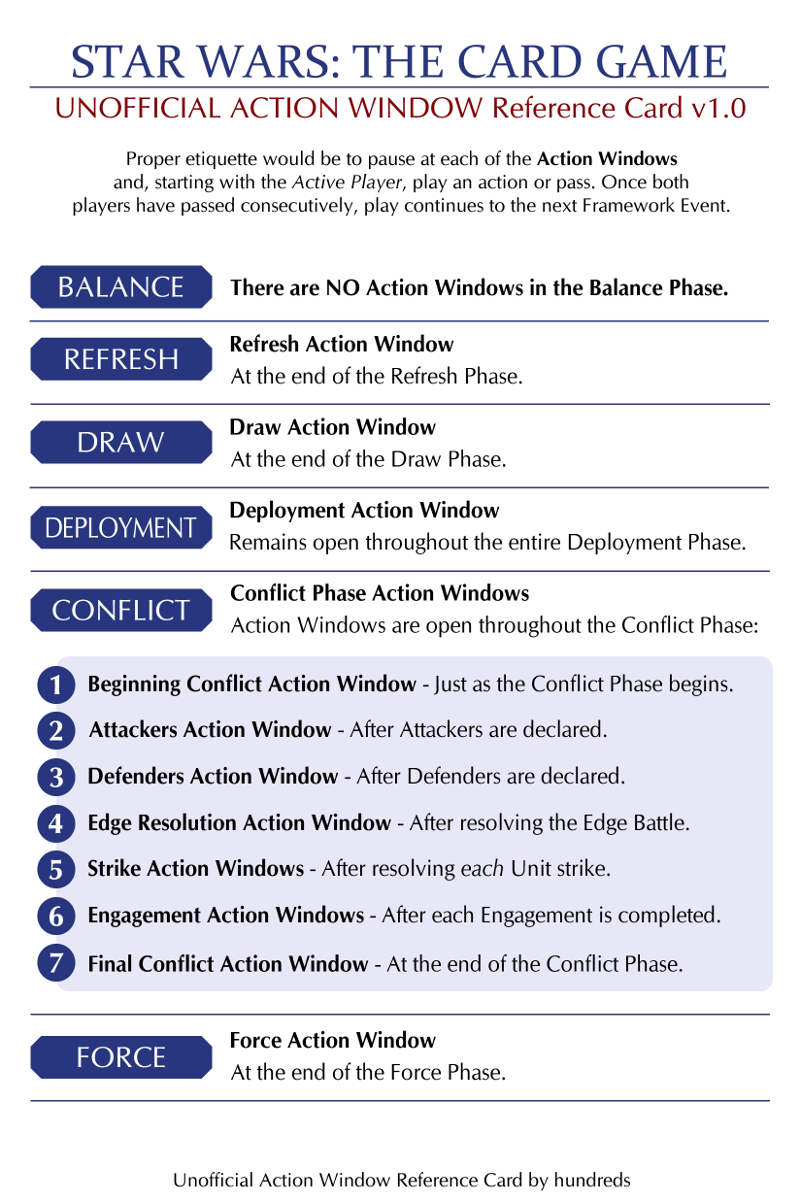 STAR WARS: THE CARD GAME
UNOFFICIAL ACTION WINDOW Reference Card v1.0
Proper etiquette would be to pause at each of the Action Windows
and, starting with the Active Player, play an action or pass. Once both
players have passed consecutively, play continues to the next Framework Event.
BALANCE
There are NO Action Windows in the Balance Phase.
REFRESH
Refresh Action Window
At the end of the Refresh Phase.
DRAW
Draw Action Window
At the end of the Draw Phase.
DEPLOYMENT
Deployment Action Window
Remains open throughout the entire Deployment Phase.
CONFLICT
Conflict Phase Action Windows
Action Windows are open throughout the Conflict Phase:
1 Beginning Conflict Action Window - Just as the Conflict Phase begins.
2 Attackers Action Window - After Attackers are declared.
3 Defenders Action Window - After Defenders are declared.
4 Edge Resolution Action Window - After resolving the Edge Battle.
5 Strike Action Windows - After resolving each Unit strike.
6 Engagement Action Windows - After each Engagement is completed.
7 Final Conflict Action Window - At the end of the Conflict Phase.
FORCE
Force Action Window
At the end of the Force Phase.
Unofficial Action Window Reference Card by hundreds